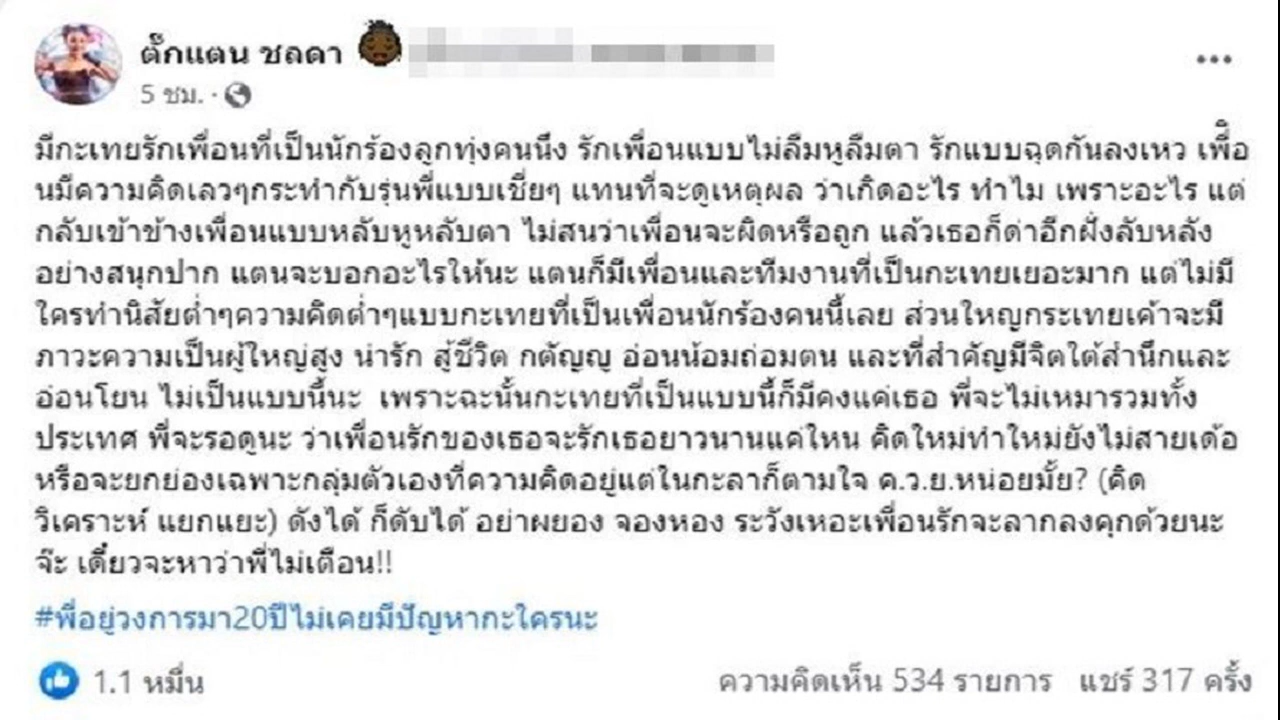 ตั๊กแตน ชลดา
5 ชม. ·
มีกะเทยรักเพื่อนที่เป็นนักร้องลูกทุ่งคนนึง รักเพื่อนแบบไม่ลืมหูลืมตา รักแบบฉุดกันลงเหว เพื่อ
นมีความคิดเลวๆกระทำกับรุ่นพี่แบบเชี่ยๆ แทนที่จะดูเหตุผล ว่าเกิดอะไร ทำไม เพราะอะไร แต่
กลับเข้าข้างเพื่อนแบบหลับหูหลับตา ไม่สนว่าเพื่อนจะผิดหรือถูก แล้วเธอก็ด่าอีกฝั่งลับหลัง
อย่างสนุกปาก แตนจะบอกอะไรให้นะ แตนก็มีเพื่อนและทีมงานที่เป็นกะเทยเยอะมาก แต่ไม่มี
ใครทำนิสัยต่ำๆความคิดต่ำๆแบบกะเทยที่เป็นเพื่อนนักร้องคนนี้เลย ส่วนใหญ่กระเทยเค้าจะมี
ภาวะความเป็นผู้ใหญ่สูง น่ารัก สู้ชีวิต กตัญญู อ่อนน้อมถ่อมตน และที่สำคัญมีจิตใต้สำนึกและ
อ่อนโยน ไม่เป็นแบบนี้นะ เพราะฉะนั้นกะเทยที่เป็นแบบนี้ก็มีคงแค่เธอ พี่จะไม่เหมารวมทั้ง
ประเทศ พี่จะรอดูนะ ว่าเพื่อนรักของเธอจะรักเธอยาวนานแค่ใหน คิดใหม่ทำใหม่ยังไม่สายเด้อ
หรือจะยกย่องเฉพาะกลุ่มตัวเองที่ความคิดอยู่แต่ในกะลาก็ตามใจ ค.ว.ย.หน่อยมั้ย? (คิด
วิเคราะห์ แยกแยะ) ดังได้ ก็ดับได้ อย่าผยอง จองหอง ระวังเหอะเพื่อนรักจะลากลงคุกด้วยนะ
จ๊ะ เดี๋ยวจะหาว่าพี่ไม่เตือน!!
#พี่อยู่วงการมา20ปีไม่เคยมีปัญหากะใครนะ
1.1 หมื่น
ความคิดเห็น 534 รายการ แชร์ 317 ครั้ง